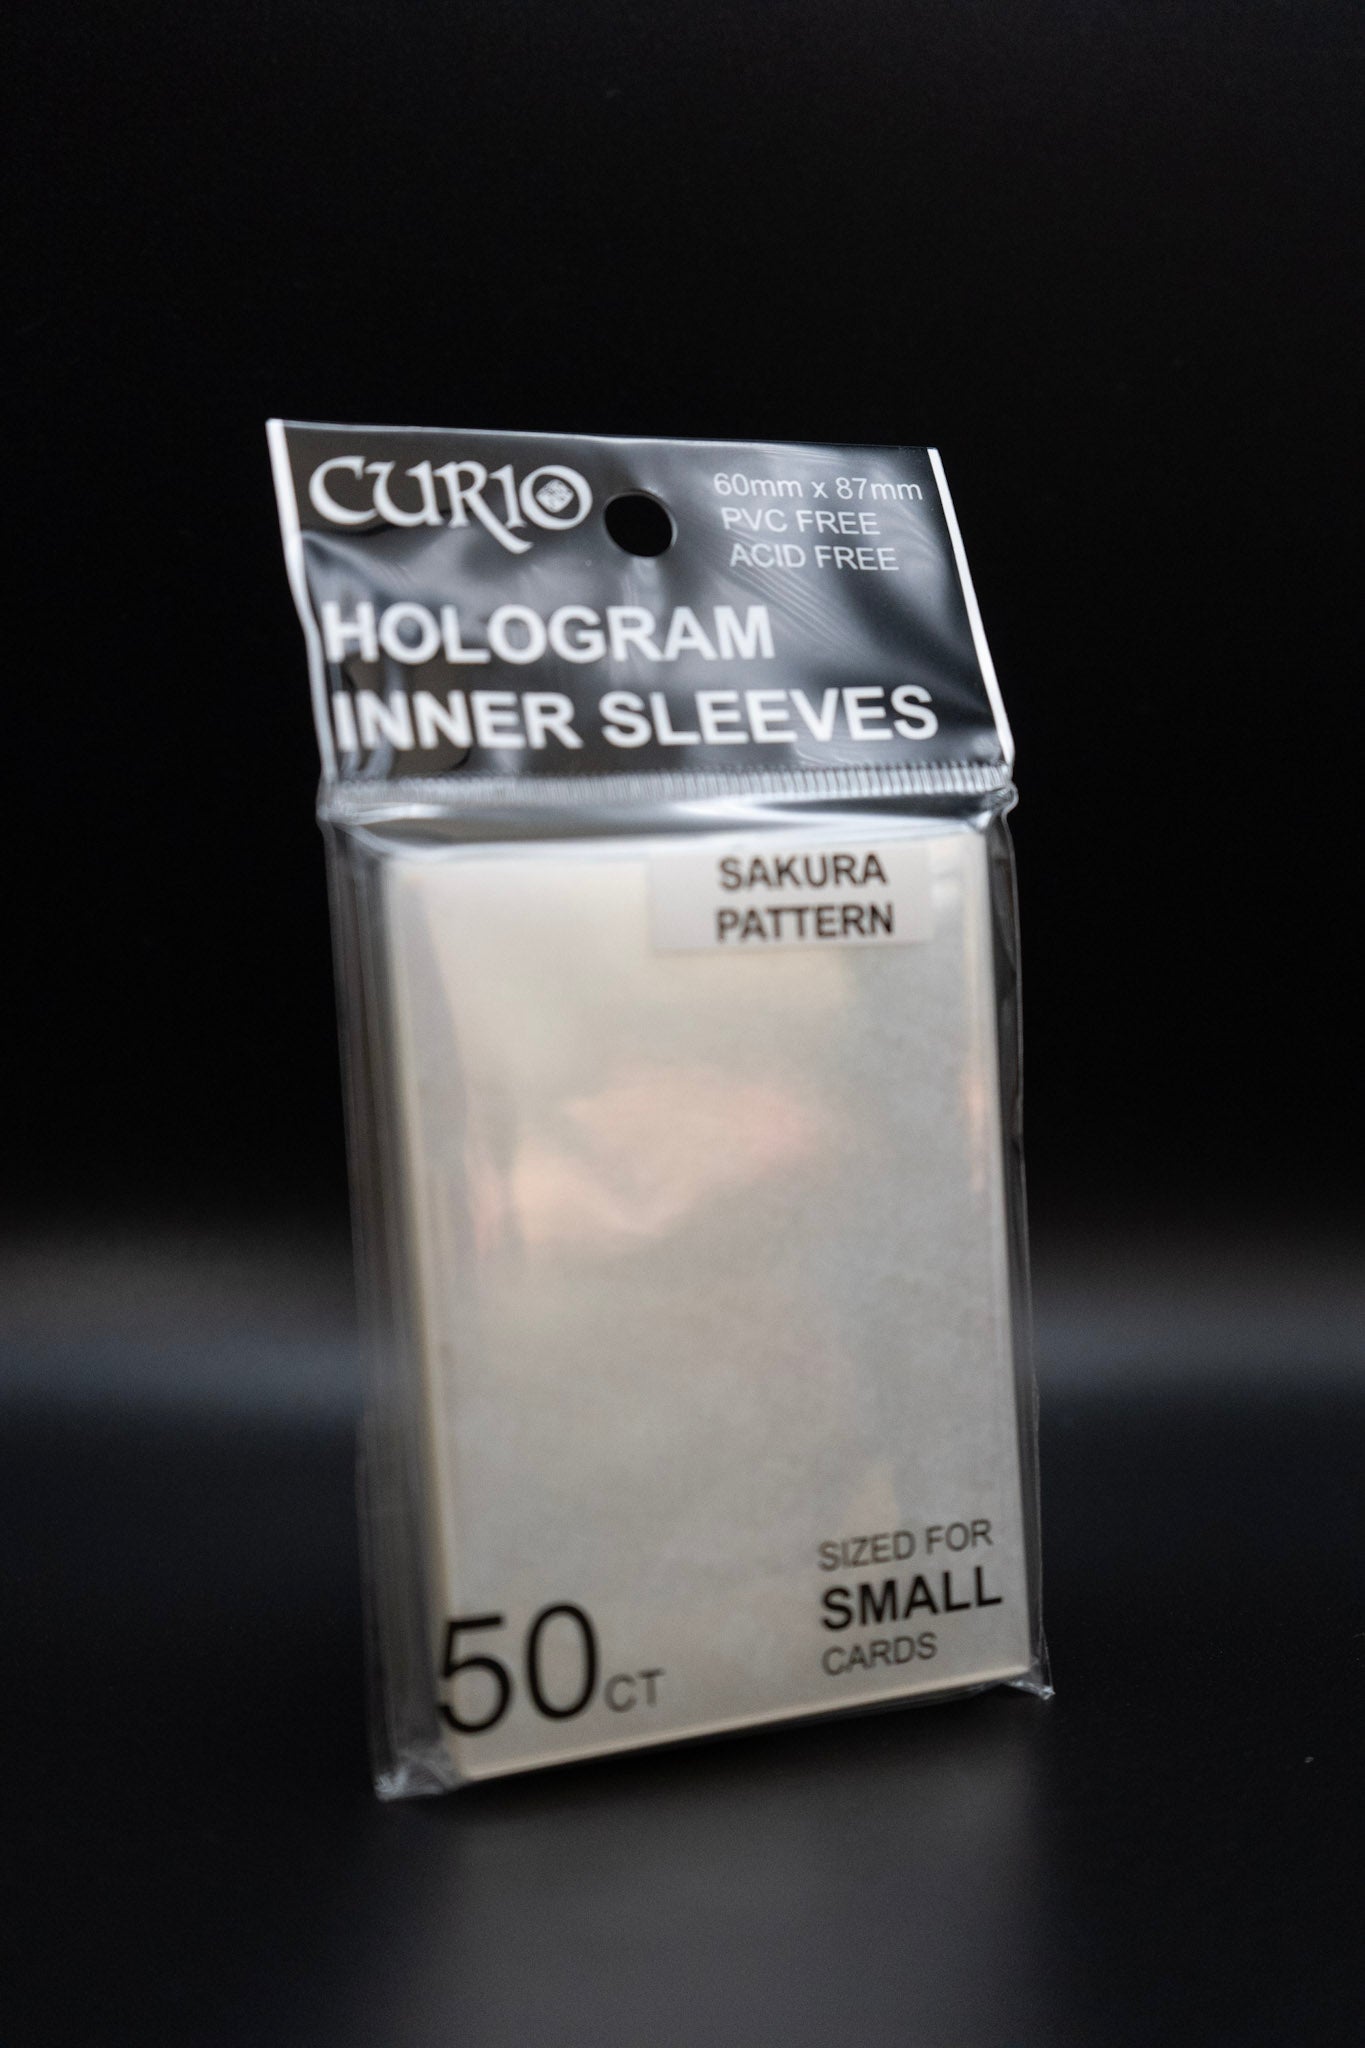 CURIO
60mm x 87mm
PVC FREE
ACID FREE
HOLOGRAM
INNER SLEEVES
SAKURA
PATTERN
50CT
SIZED FOR
SMALL
CARDS